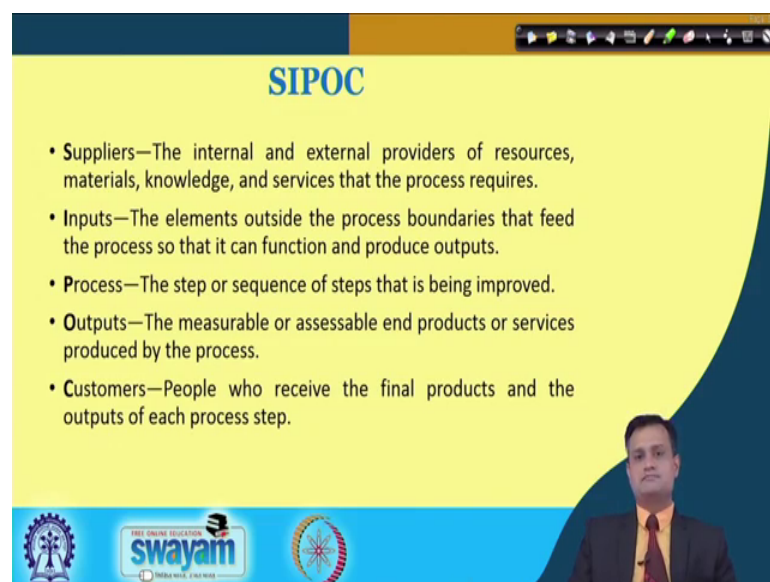 SIPOC
• Suppliers—The internal and external providers of resources,
materials, knowledge, and services that the process requires.
• Inputs—The elements outside the process boundaries that feed
the process so that it can function and produce outputs.
• Process—The step or sequence of steps that is being improved.
• Outputs—The measurable or assessable end products or services
produced by the process.
• Customers—People who receive the final products and the
outputs of each process step.
FREE ONLINE EDUCATION
swayam